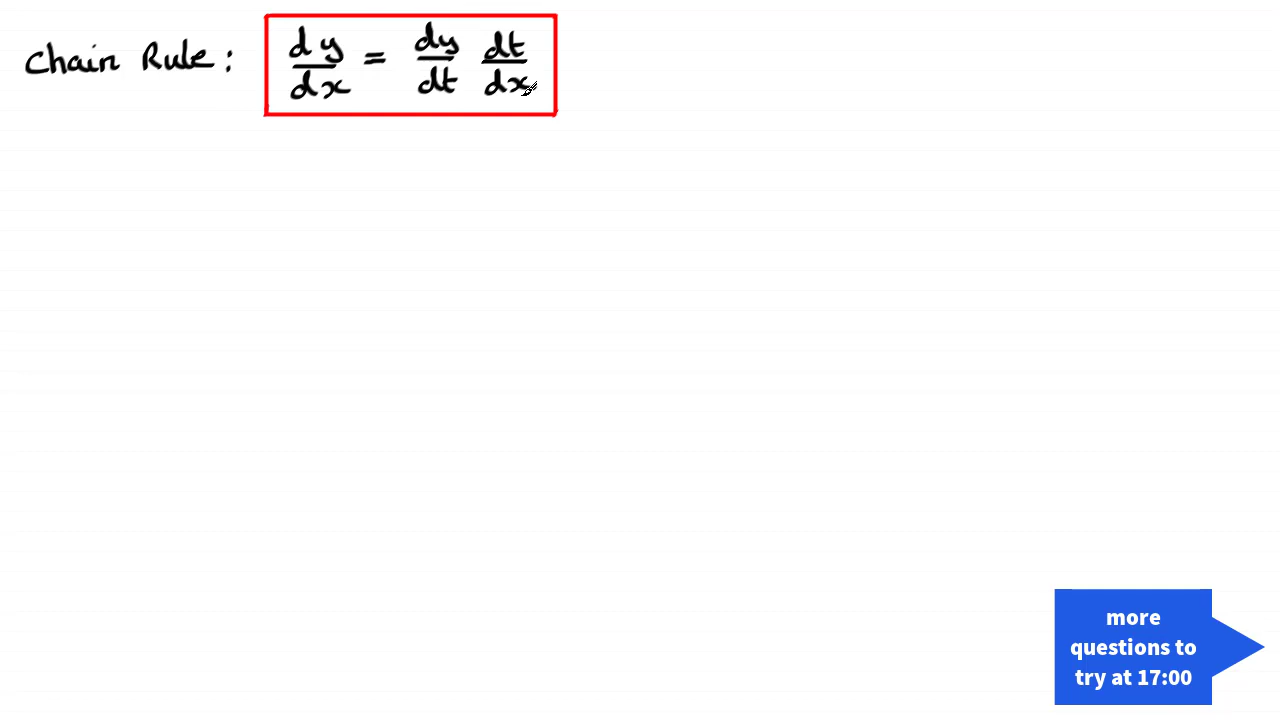 Chain Rule: dy/dx = dy/dt dt/dx
more
questions to
try at 17:00